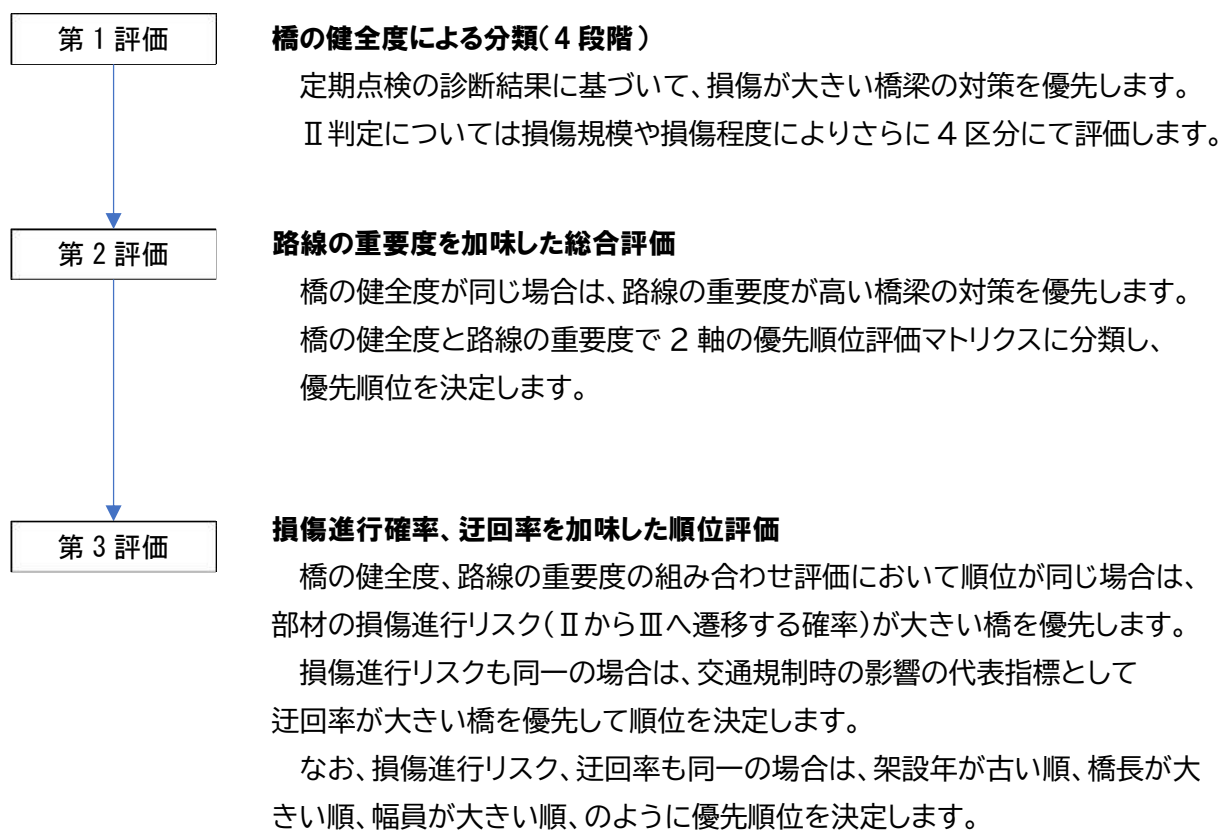 第1評価
橋の健全度による分類(4段階)
定期点検の診断結果に基づいて、損傷が大きい橋梁の対策を優先します。
Ⅱ判定については損傷規模や損傷程度によりさらに4区分にて評価します。
第2評価
路線の重要度を加味した総合評価
橋の健全度が同じ場合は、路線の重要度が高い橋梁の対策を優先します。
橋の健全度と路線の重要度で2軸の優先順位評価マトリクスに分類し、
優先順位を決定します。
第3評価
損傷進行確率、迂回率を加味した順位評価
橋の健全度、路線の重要度の組み合わせ評価において順位が同じ場合は、
部材の損傷進行リスク(ⅡからⅢへ遷移する確率)が大きい橋を優先します。
損傷進行リスクも同一の場合は、交通規制時の影響の代表指標として
迂回率が大きい橋を優先して順位を決定します。
なお、損傷進行リスク、迂回率も同一の場合は、架設年が古い順、橋長が大
きい順、幅員が大きい順、のように優先順位を決定します。